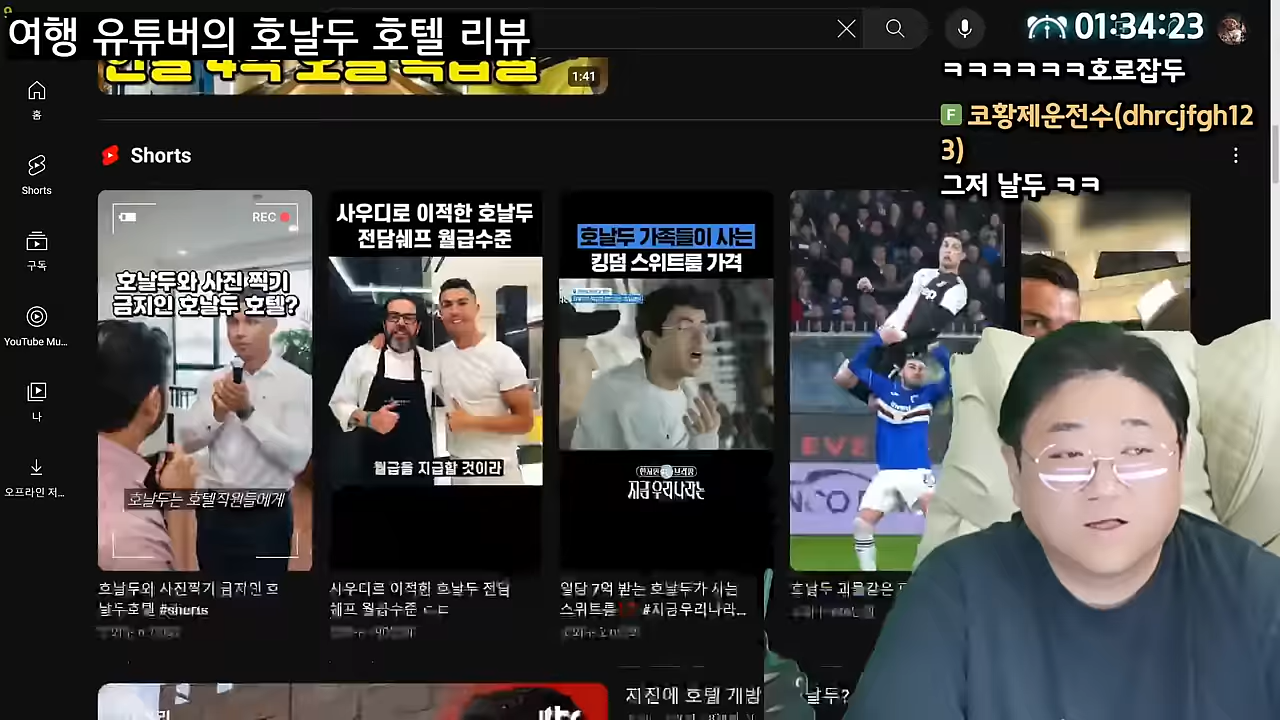 여행 유튜버의 호날두 호텔 리뷰
01:34:23
1:41
ㅋㅋㅋㅋㅋㅋ호로잡두
F 코황제운전수(dhrcjfgh12
3)
그저 날두 ㅋㅋ
홈
Shorts
구독
YouTube Mu...
나
오프라인 저...
Shorts
REC
호날두와 사진 찍기
금지인 호날두 호텔?
호날두는 호텔직원들에게
호날두와 사진찍기 금지인 호
날두호텔 #shorts
사우디로 이적한 호날두
전담쉐프 월급수준
월급을 지급할 것이라
사우디로 이적한 호날두 전담
쉐프 월급수준 ㄷㄷ
호날두 가족들이 사는
킹덤 스위트룸 가격
지금 우리나라는
일당 7억 받는 호날두가 사는
스위트룸 #지금우리나라...
호날두 괴물같은
jtbc
지진에 호텔 개방
날두?